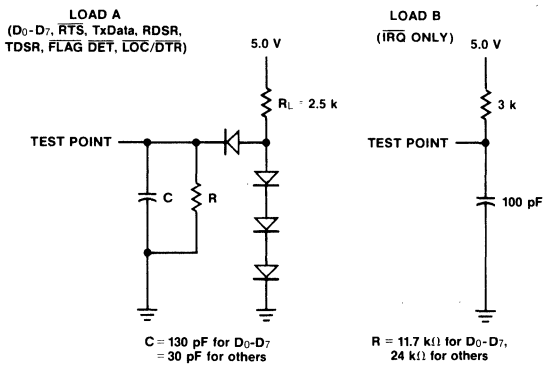 LOAD A
(D0-D7, RTS, TxData, RDSR,
TDSR, FLAG DET, LOC/DTR)
5.0 V
RL = 2.5 k
TEST POINT
C
R
C = 130 pF for D0-D7
= 30 pF for others
LOAD B
(IRQ ONLY)
5.0 V
3 k
TEST POINT
100 pF
R = 11.7 kΩ for D0-D7,
24 kΩ for others